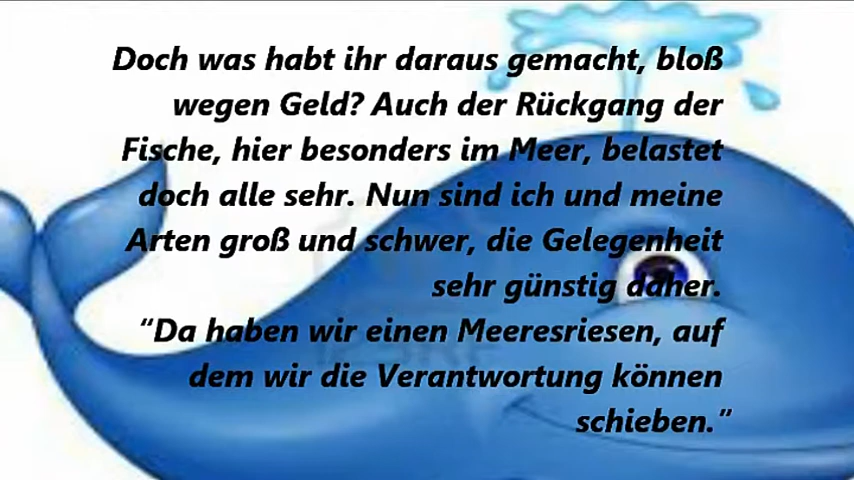 Doch was habt ihr daraus gemacht, bloß
wegen Geld? Auch der Rückgang der
Fische, hier besonders im Meer, belastet
doch alle sehr. Nun sind ich und meine
Arten groß und schwer, die Gelegenheit
sehr günstig daher.
“Da haben wir einen Meeresriesen, auf
dem wir die Verantwortung können
schieben.”